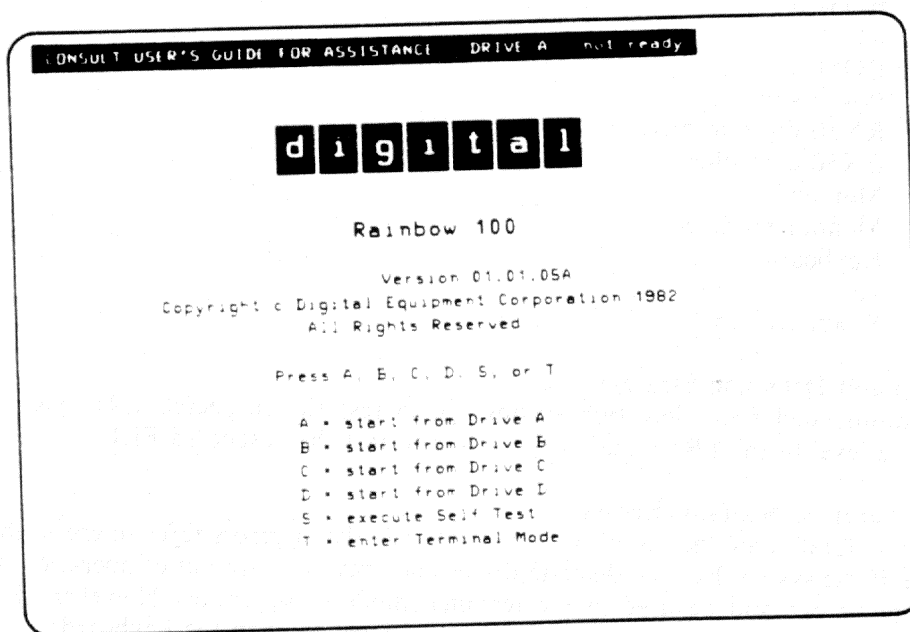 CONSULT USER'S GUIDE FOR ASSISTANCE DRIVE A not ready
digital
Rainbow 100
Version 01.01.05A
Copyright c Digital Equipment Corporation 1982
All Rights Reserved
Press A, B, C, D, S, or T
A = start from Drive A
B = start from Drive B
C = start from Drive C
D = start from Drive D
S = execute Self Test
T = enter Terminal Mode